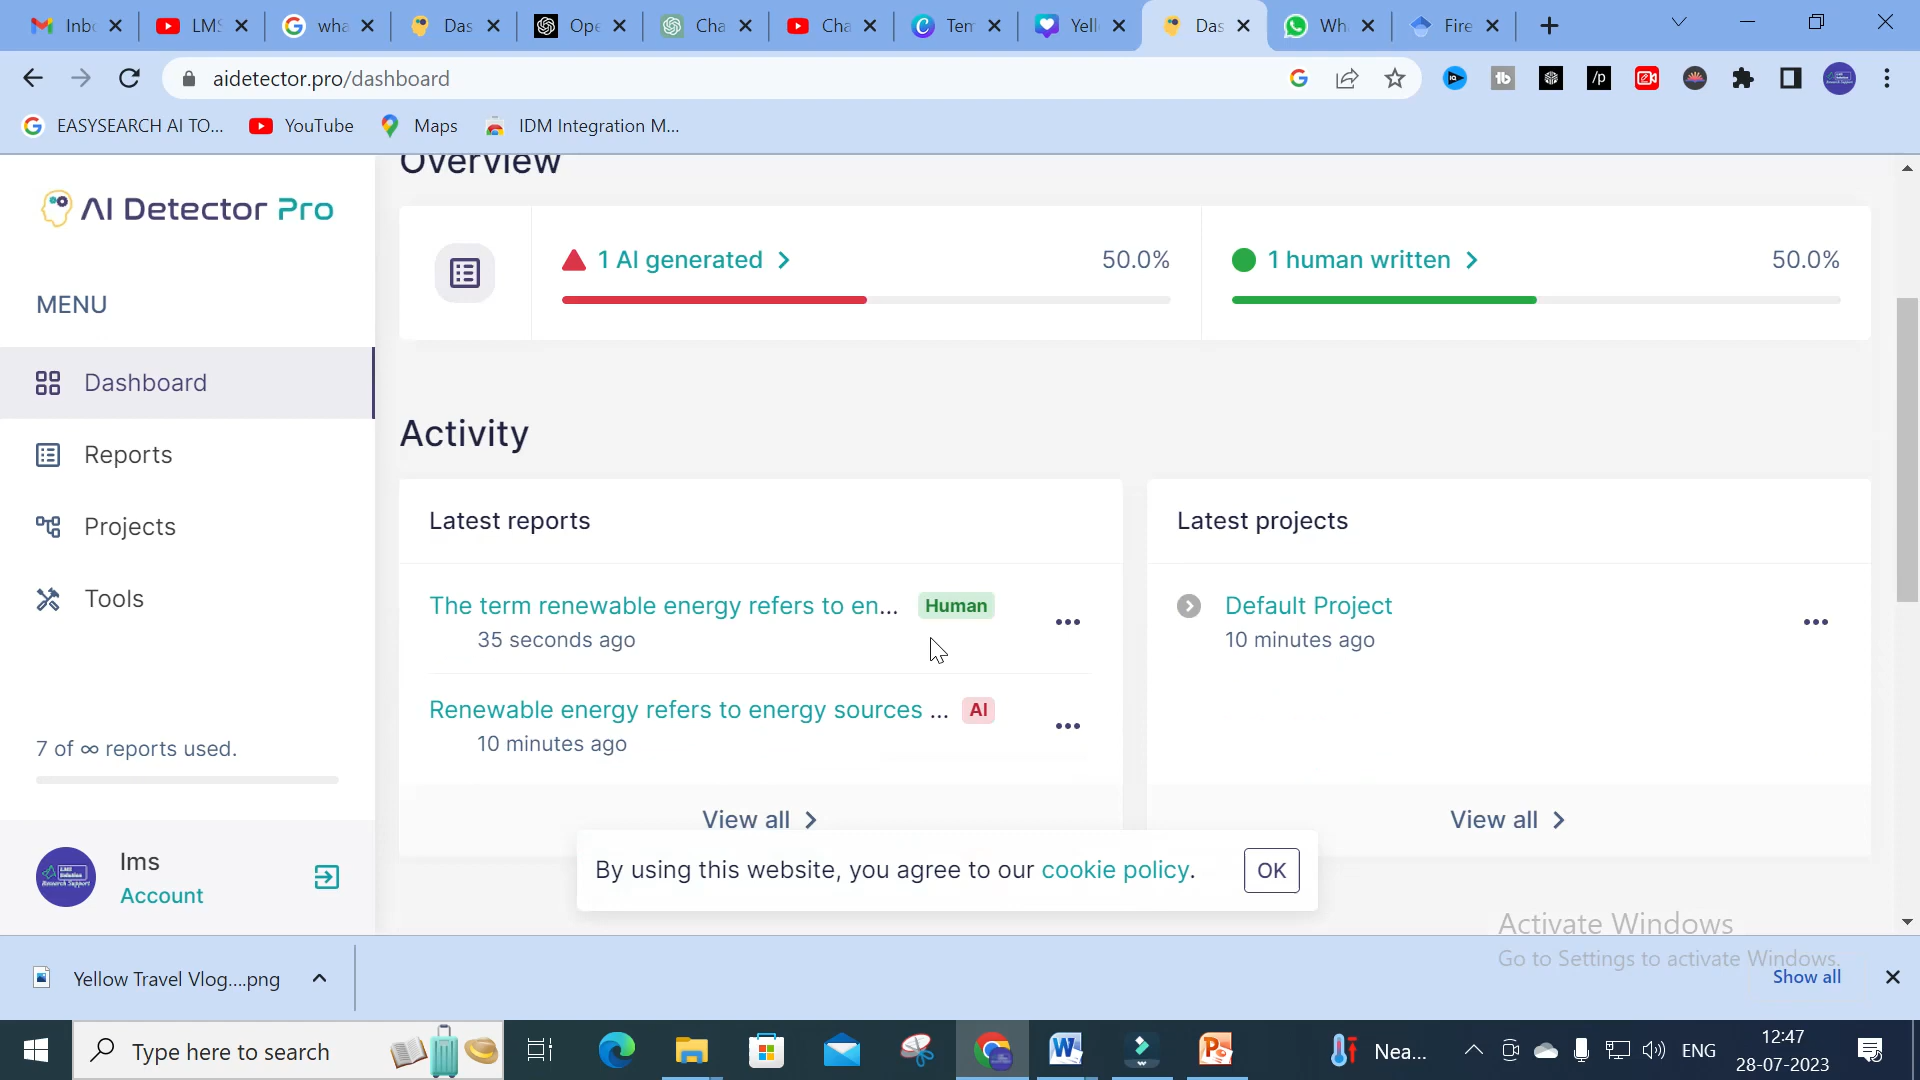 Inbo
LMS
wha
Das
Ope
Cha
Cha
Tem
Yell
Das
Wha
Fire
aidetector.pro/dashboard
EASYSEARCH AI TO...
YouTube
Maps
IDM Integration M...
Overview
AI Detector Pro
1 AI generated
50.0%
1 human written
50.0%
MENU
Dashboard
Activity
Reports
Latest reports
Latest projects
Projects
The term renewable energy refers to en...
Human
35 seconds ago
Default Project
10 minutes ago
Tools
Renewable energy refers to energy sources ...
AI
10 minutes ago
7 of ∞ reports used.
View all
View all
lms
Account
By using this website, you agree to our cookie policy.
OK
Activate Windows
Go to Settings to activate Windows.
Yellow Travel Vlog....png
Show all
Type here to search
Nea...
ENG
12:47
28-07-2023